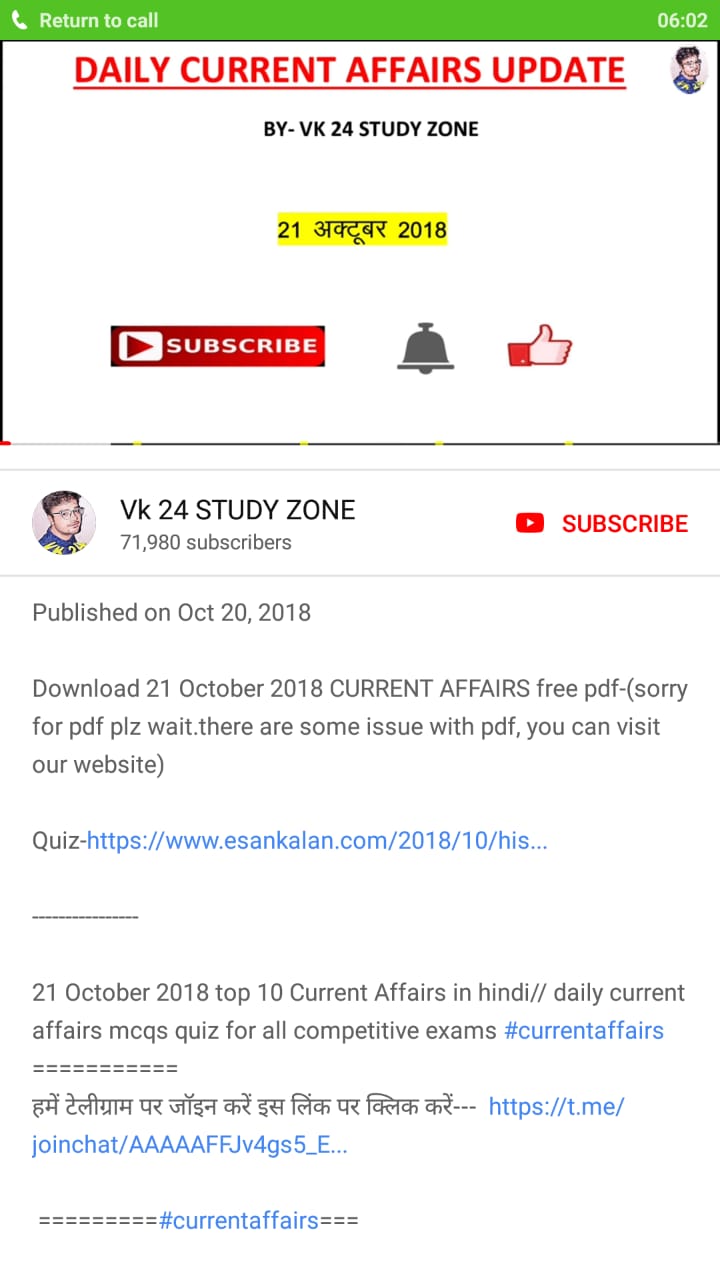 Return to call 06:02
DAILY CURRENT AFFAIRS UPDATE
BY- VK 24 STUDY ZONE
21 अक्टूबर 2018
SUBSCRIBE
Vk 24 STUDY ZONE
71,980 subscribers
SUBSCRIBE
Published on Oct 20, 2018
Download 21 October 2018 CURRENT AFFAIRS free pdf-(sorry
for pdf plz wait.there are some issue with pdf, you can visit
our website)
Quiz-https://www.esankalan.com/2018/10/his...
----------------
21 October 2018 top 10 Current Affairs in hindi// daily current
affairs mcqs quiz for all competitive exams #currentaffairs
===========
हमें टेलीग्राम पर जॉइन करें इस लिंक पर क्लिक करें--- https://t.me/
joinchat/AAAAAFFJv4gs5_E...
=========#currentaffairs===